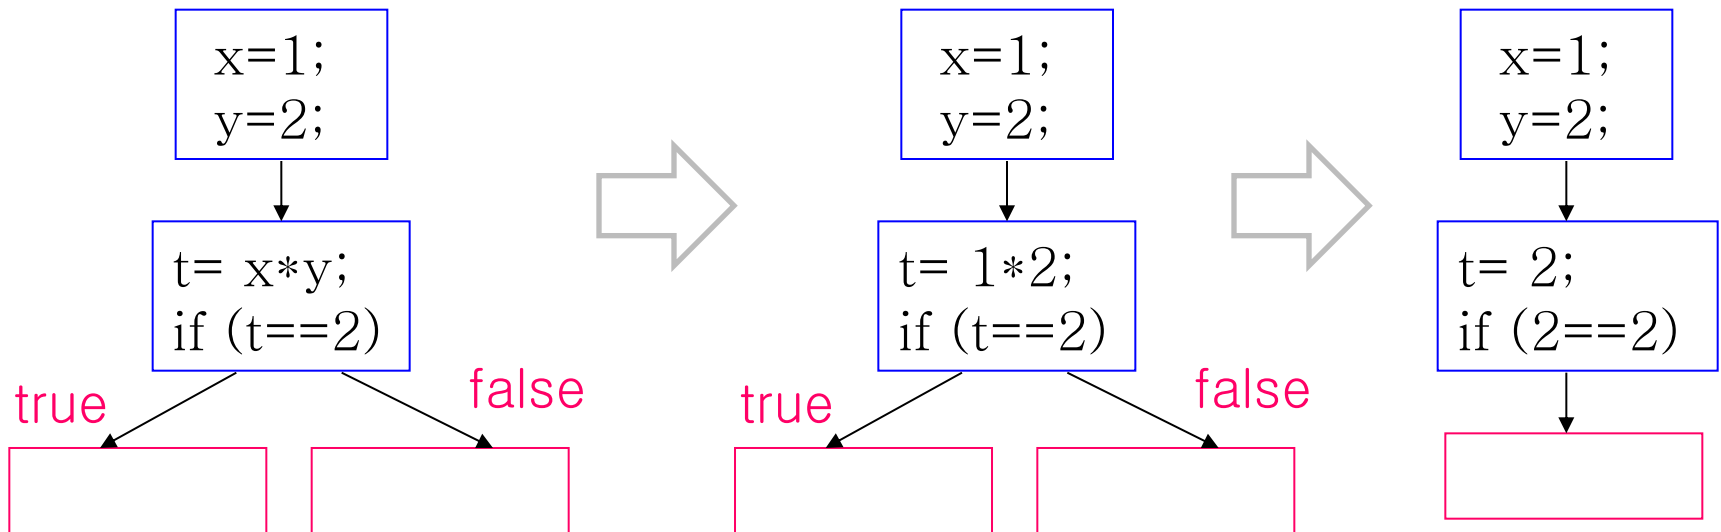 x=1;
y=2;
t= x*y;
if (t==2)
true
false
x=1;
y=2;
t= 1*2;
if (t==2)
true
false
x=1;
y=2;
t= 2;
if (2==2)